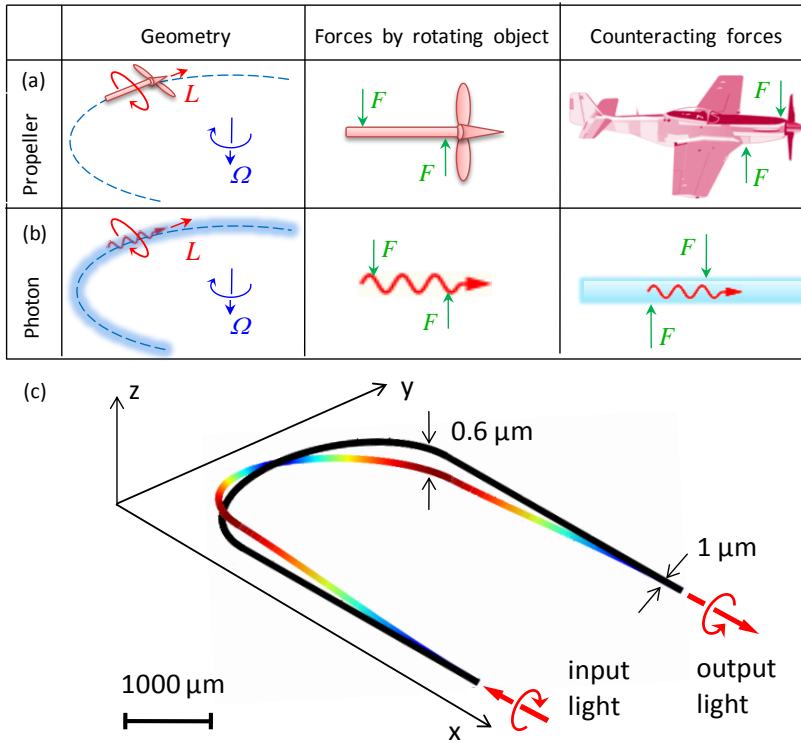 Geometry
Forces by rotating object
Counteracting forces
(a)
Propeller
L
Ω
F
F
F
F
(b)
Photon
L
Ω
F
F
F
F
(c)
z
y
0.6 μm
1 μm
1000 μm
x
input
light
output
light